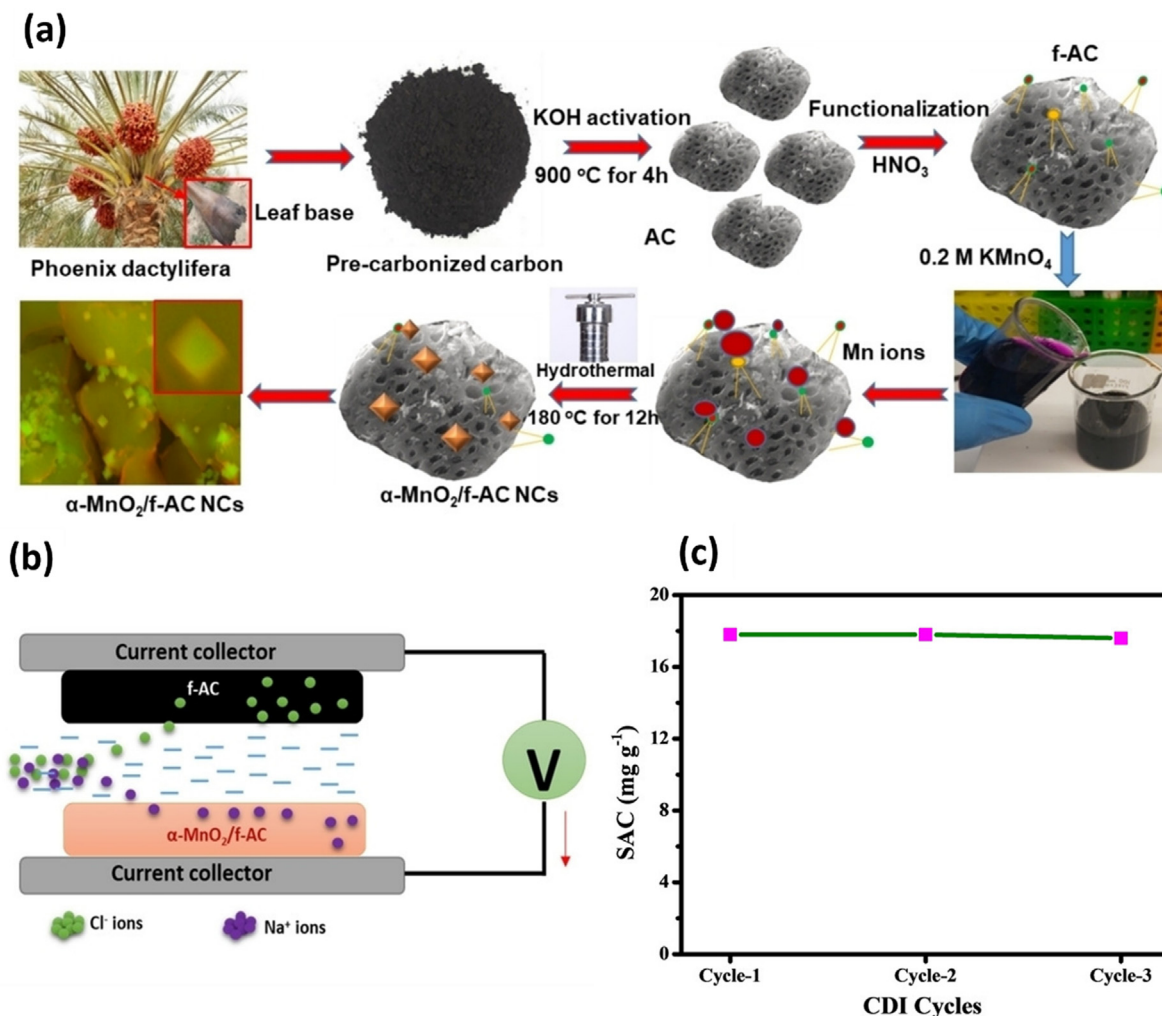 (a)
f-AC
KOH activation
Functionalization
900 °C for 4h
HNO₃
Leaf base
AC
Phoenix dactylifera
Pre-carbonized carbon
0.2 M KMnO₄
Mn ions
Hydrothermal
180 °C for 12h
α-MnO₂/f-AC NCs
α-MnO₂/f-AC NCs
(b)
Current collector
f-AC
V
α-MnO₂/f-AC
Current collector
Cl⁻ ions
Na⁺ ions
(c)
20
16
12
8
4
0
SAC (mg g⁻¹)
Cycle-1
Cycle-2
Cycle-3
CDI Cycles